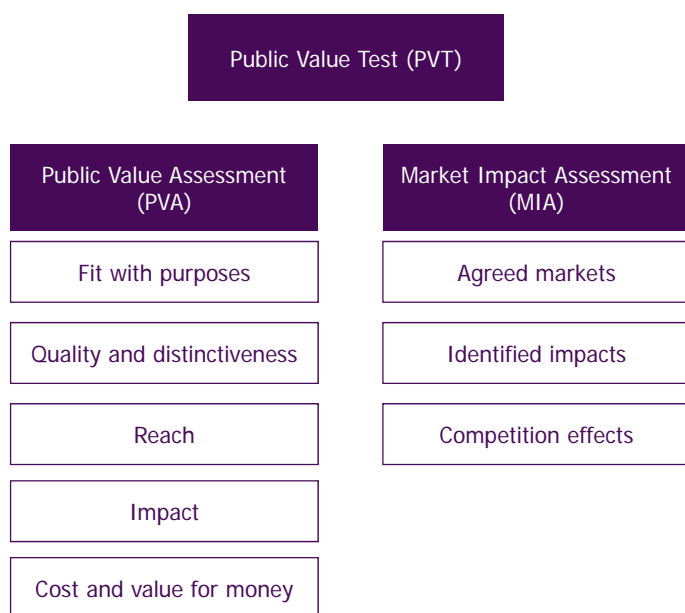 Public Value Test (PVT)
Public Value Assessment
(PVA)
Fit with purposes
Quality and distinctiveness
Reach
Impact
Cost and value for money
Market Impact Assessment
(MIA)
Agreed markets
Identified impacts
Competition effects